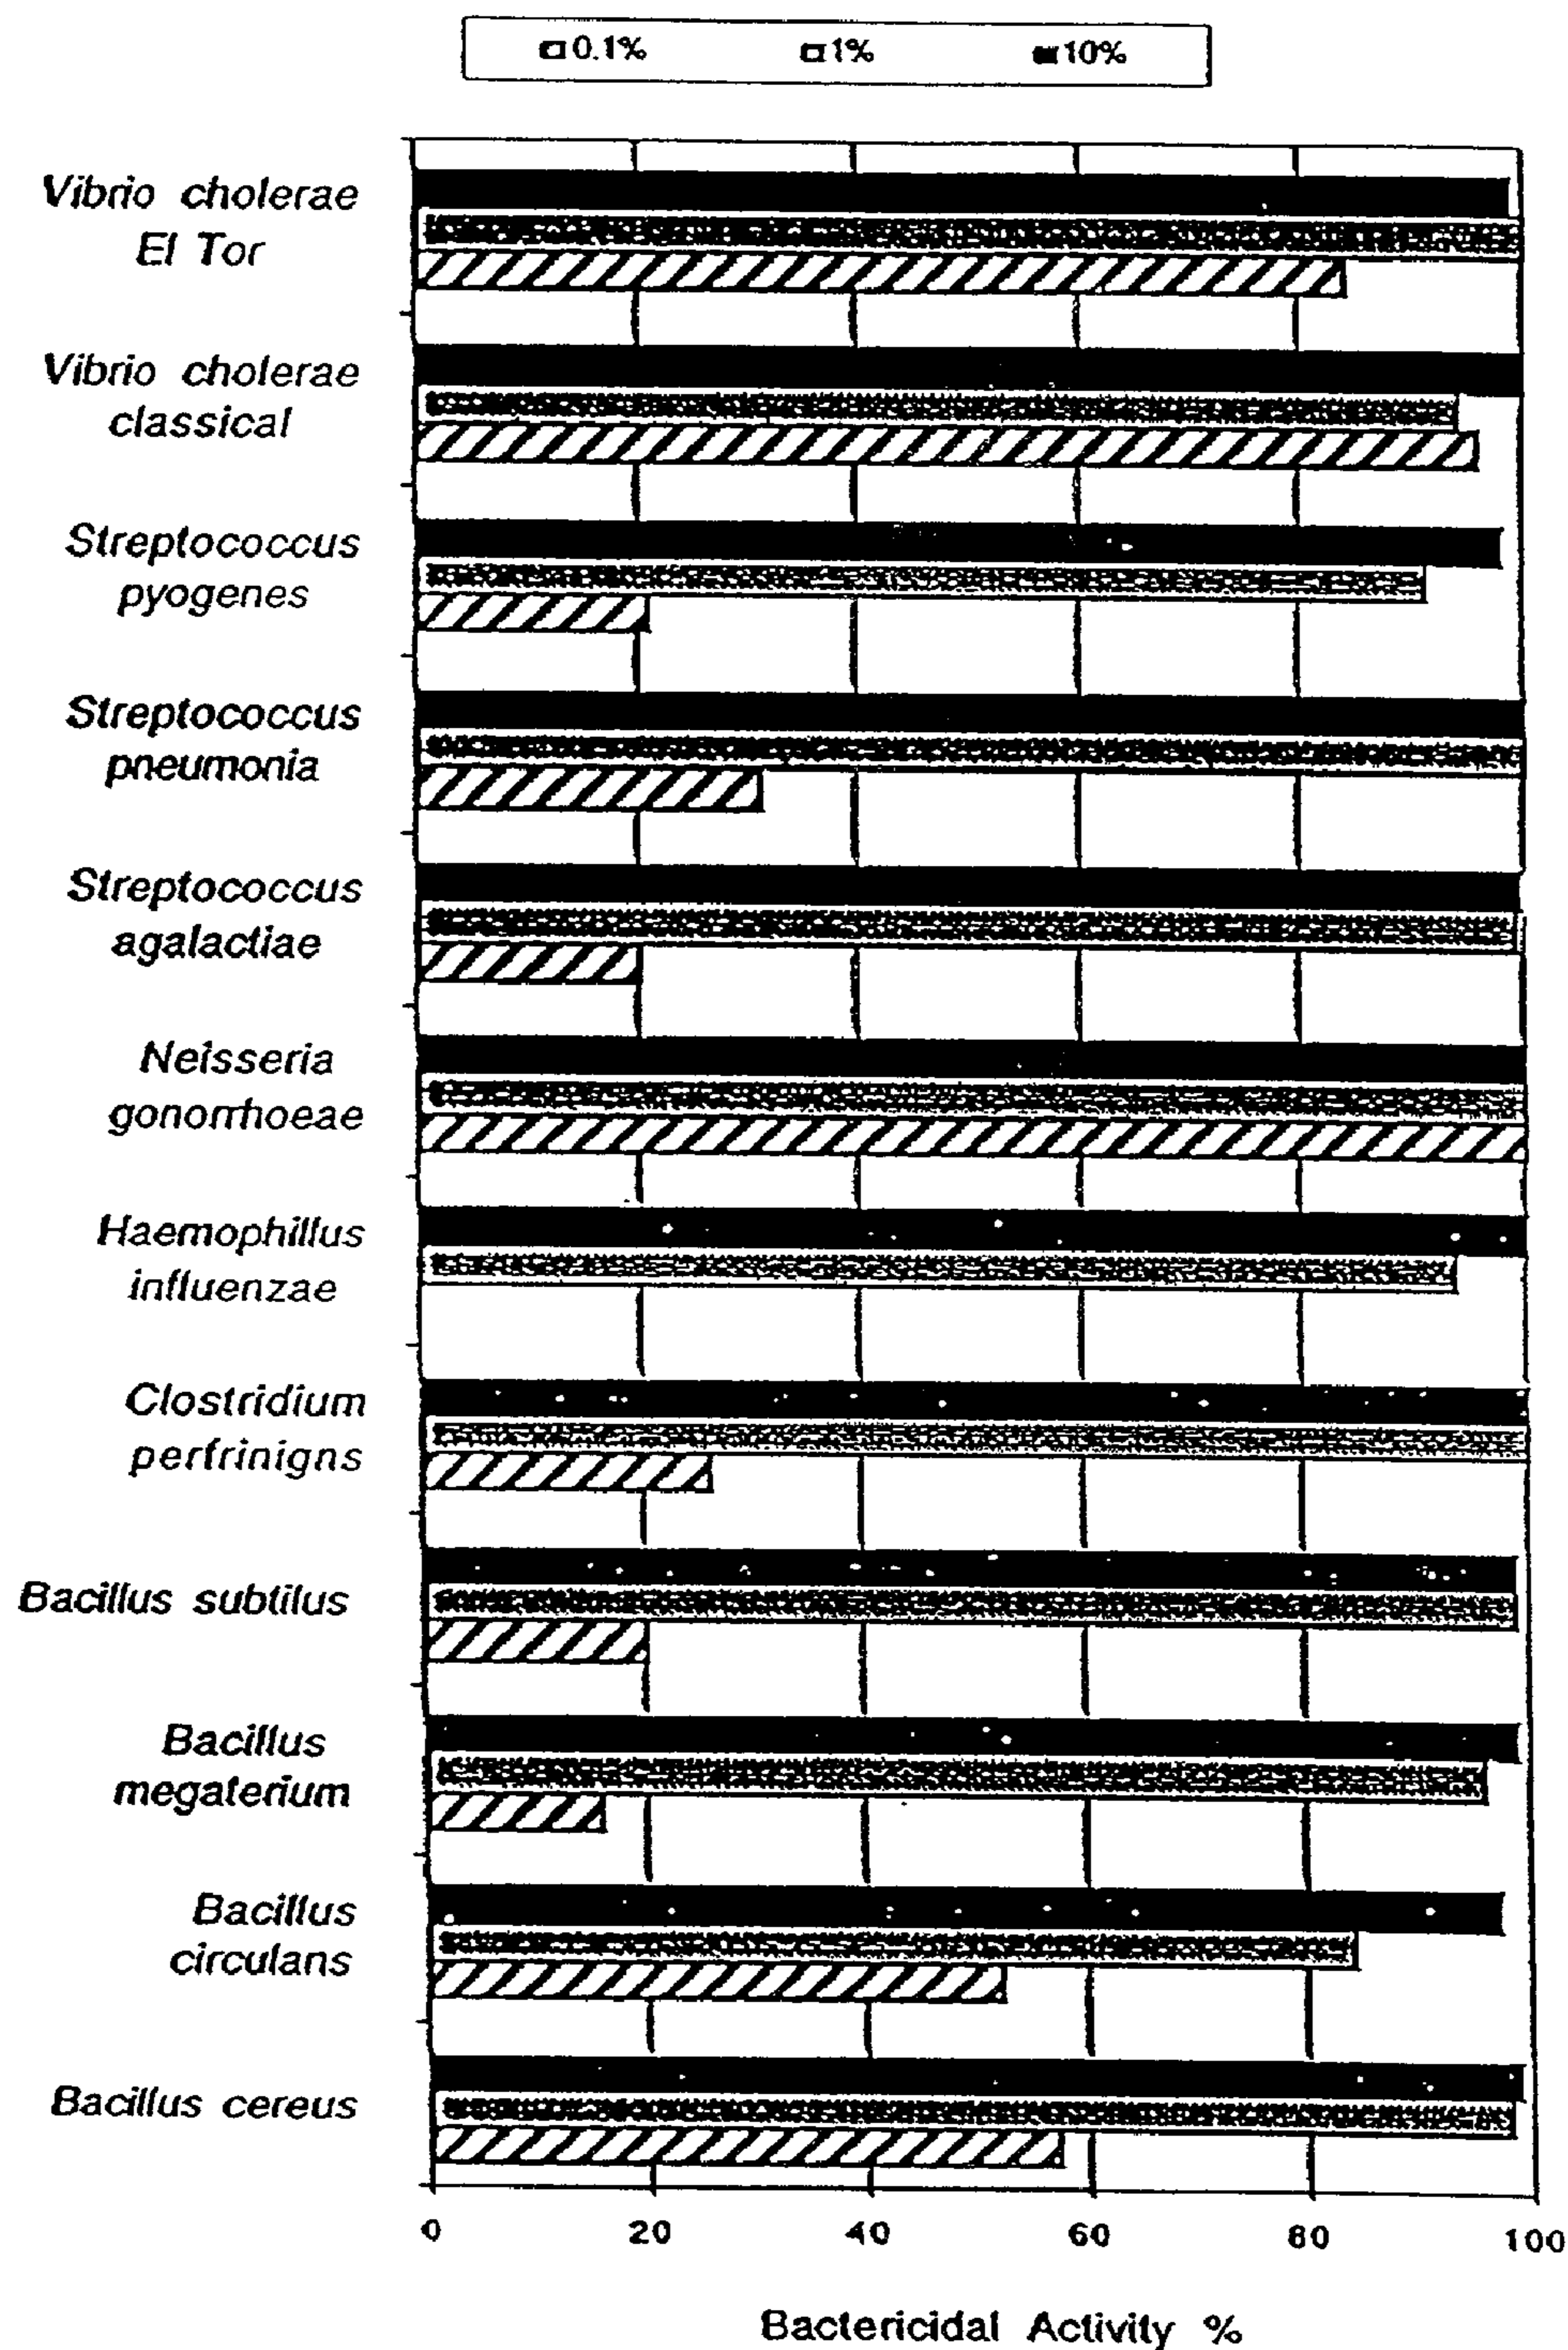 0.1% 1% 10%
Vibrio cholerae
El Tor
Vibrio cholerae
classical
Streptococcus
pyogenes
Streptococcus
pneumonia
Streptococcus
agalactiae
Neisseria
gonorrhoeae
Haemophillus
influenzae
Clostridium
perfrinigns
Bacillus subtilus
Bacillus
megaterium
Bacillus
circulans
Bacillus cereus
0 20 40 60 80 100
Bactericidal Activity %